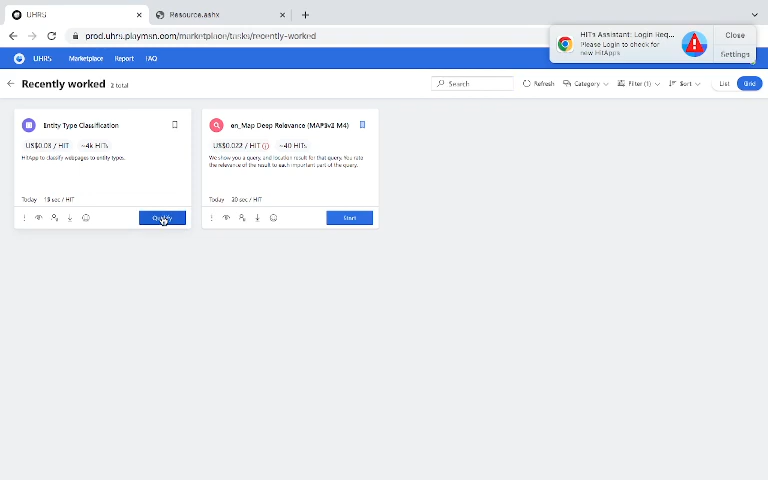 UHRS
Resource.ashx
prod.uhrs.playmsn.com/marketplace/tasks/recently-worked
HITs Assistant: Login Req...
Please Login to check for
new HitApps
Close
Settings
UHRS Marketplace Report FAQ
Recently worked 2 total
Search
Refresh
Category
Filter (1)
Sort
List
Grid
Entity Type Classification
US$0.03 / HIT ~4k HITs
HitApp to classify webpages to entity types.
Today 19 sec / HIT
Qualify
en_Map Deep Relevance (MAP3v2 M4)
US$0.022 / HIT ~40 HITs
We show you a query, and location result for that query. You rate
the relevance of the result to each important part of the query.
Today 20 sec / HIT
Start